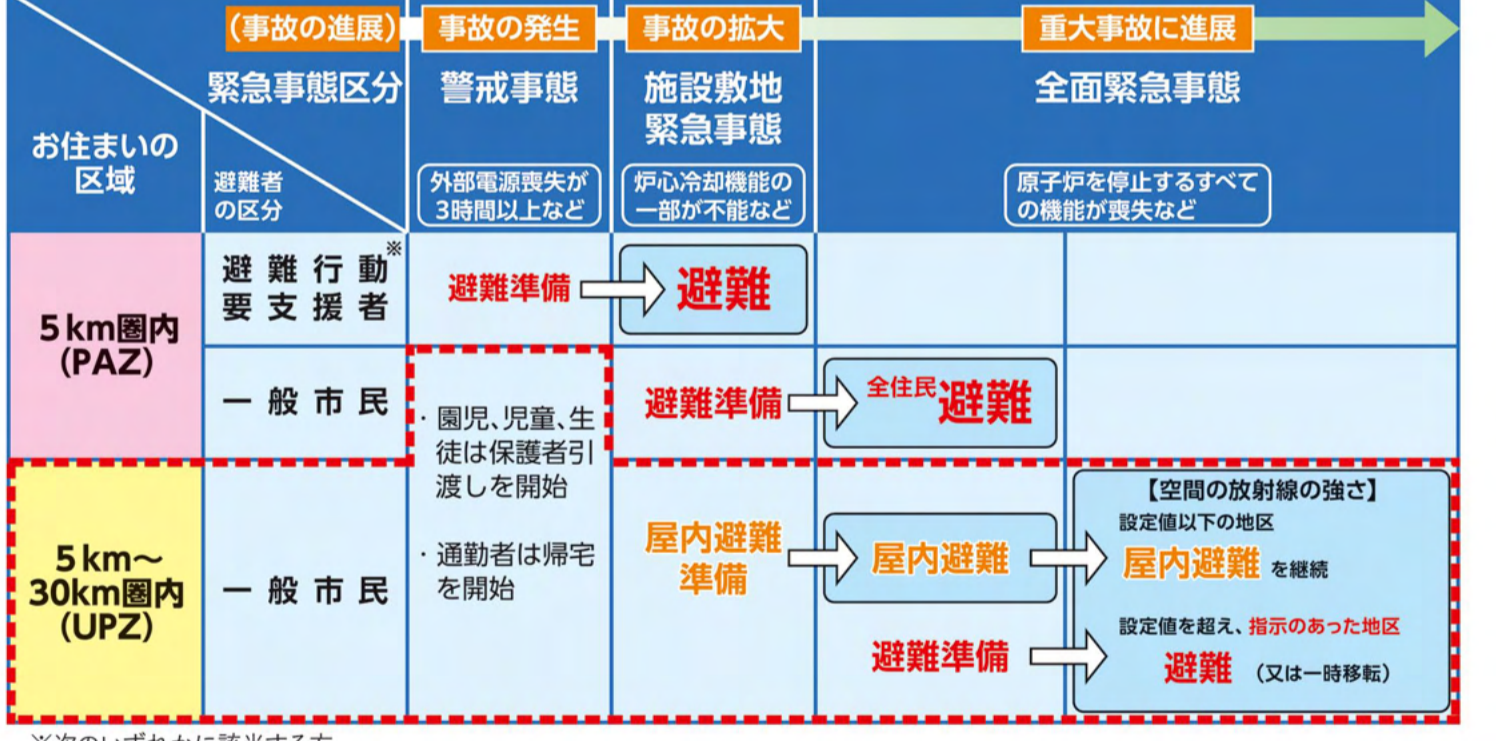 (事故の進展)
事故の発生
事故の拡大
重大事故に進展
緊急事態区分
警戒事態
施設敷地
緊急事態
全面緊急事態
お住まいの
区域
避難者
の区分
外部電源喪失が
3時間以上など
炉心冷却機能の
一部が不能など
原子炉を停止するすべて
の機能が喪失など
5km圏内
(PAZ)
避難行動※
要支援者
避難準備
避難
一般市民
避難準備
全住民避難
・園児、児童、生
徒は保護者引
渡しを開始
・通勤者は帰宅
を開始
5km~
30km圏内
(UPZ)
一般市民
屋内避難
準備
屋内避難
避難準備
【空間の放射線の強さ】
設定値以下の地区
屋内避難 を継続
設定値を超え、指示のあった地区
避難 (又は一時移転)
※次のいずれかに該当する方